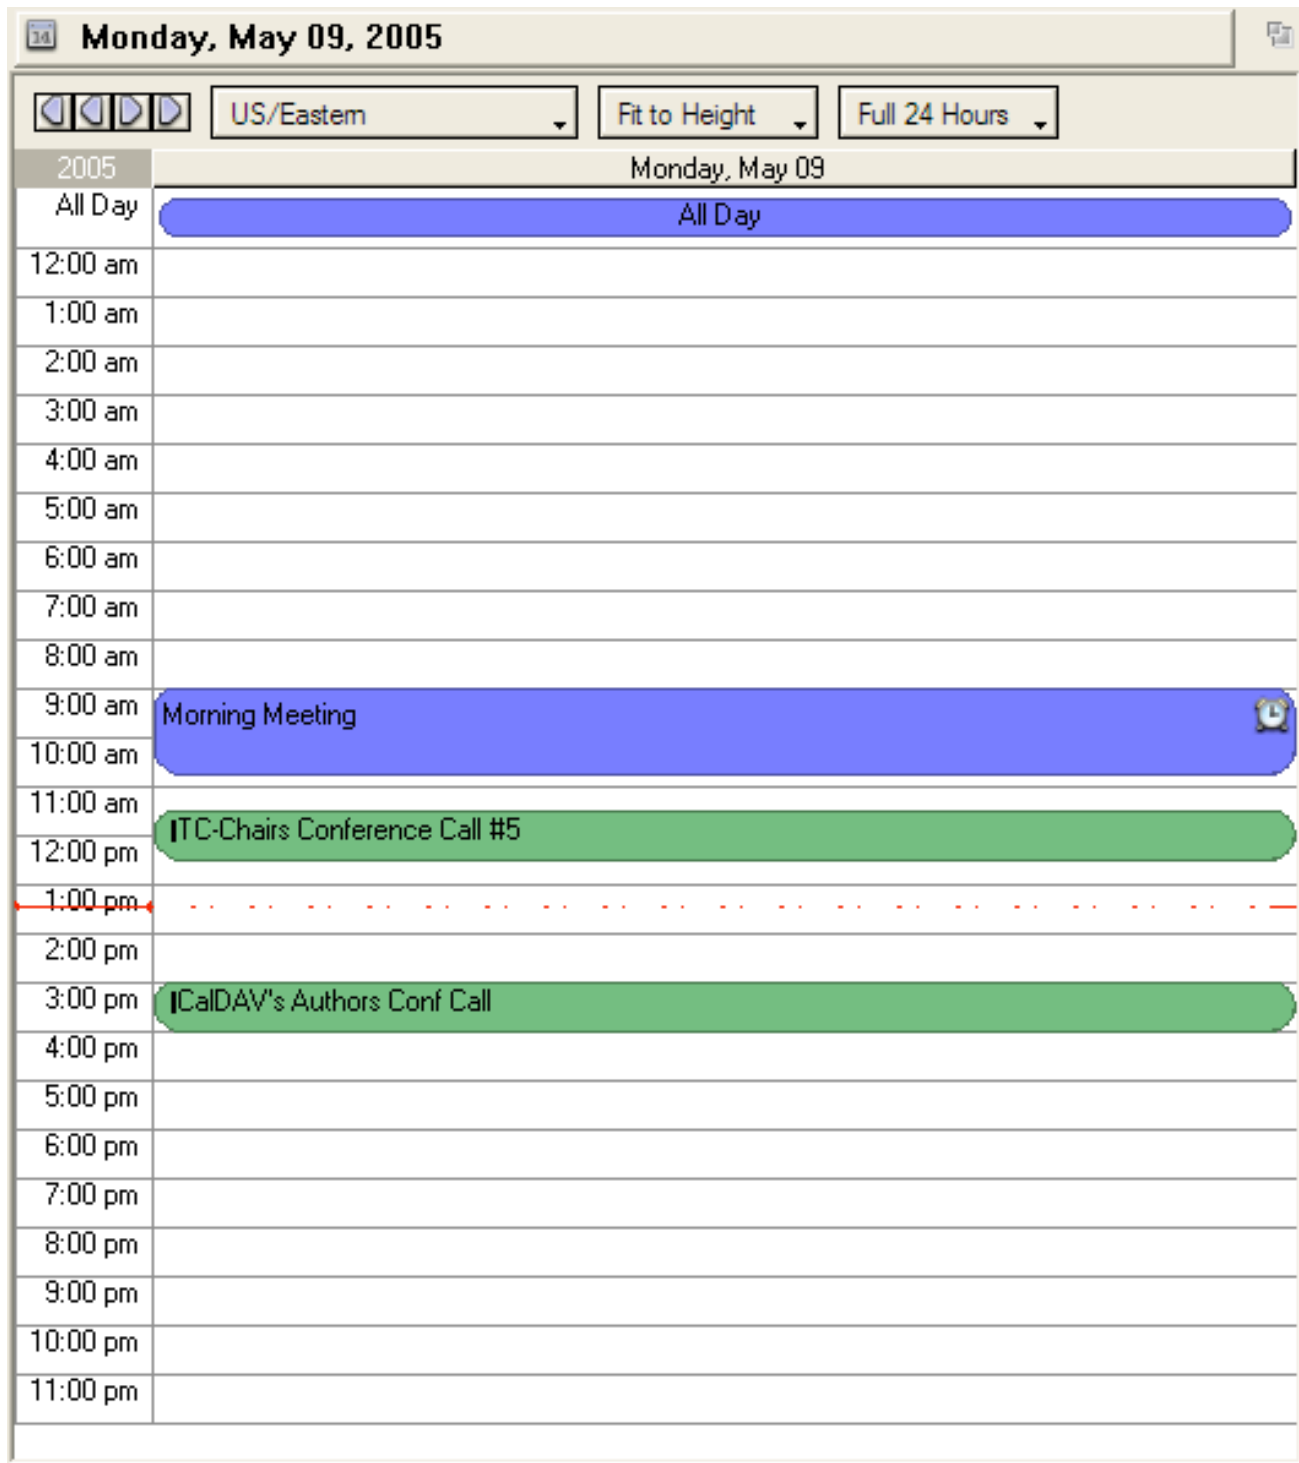 14 Monday, May 09, 2005
US/Eastern Fit to Height Full 24 Hours
2005 Monday, May 09
All Day All Day
12:00 am
1:00 am
2:00 am
3:00 am
4:00 am
5:00 am
6:00 am
7:00 am
8:00 am
9:00 am Morning Meeting
10:00 am
11:00 am
TC-Chairs Conference Call #5
12:00 pm
1:00 pm
2:00 pm
3:00 pm CalDAV's Authors Conf Call
4:00 pm
5:00 pm
6:00 pm
7:00 pm
8:00 pm
9:00 pm
10:00 pm
11:00 pm